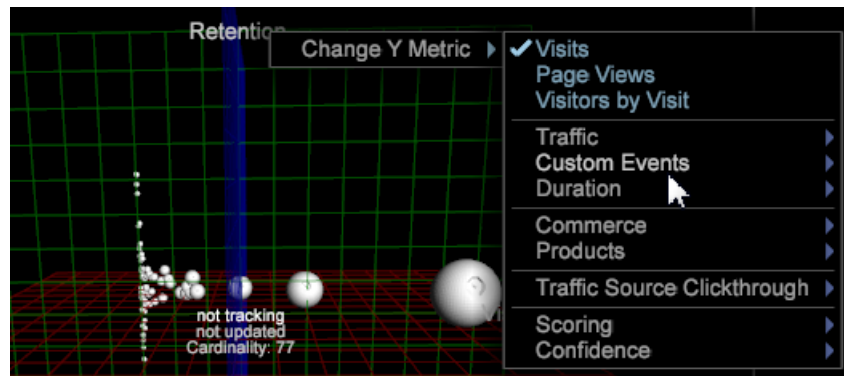 Retention
Change Y Metric
Visits
Page Views
Visitors by Visit
Traffic
Custom Events
Duration
Commerce
Products
Traffic Source Clickthrough
Scoring
Confidence
not tracking
not updated
Cardinality: 77